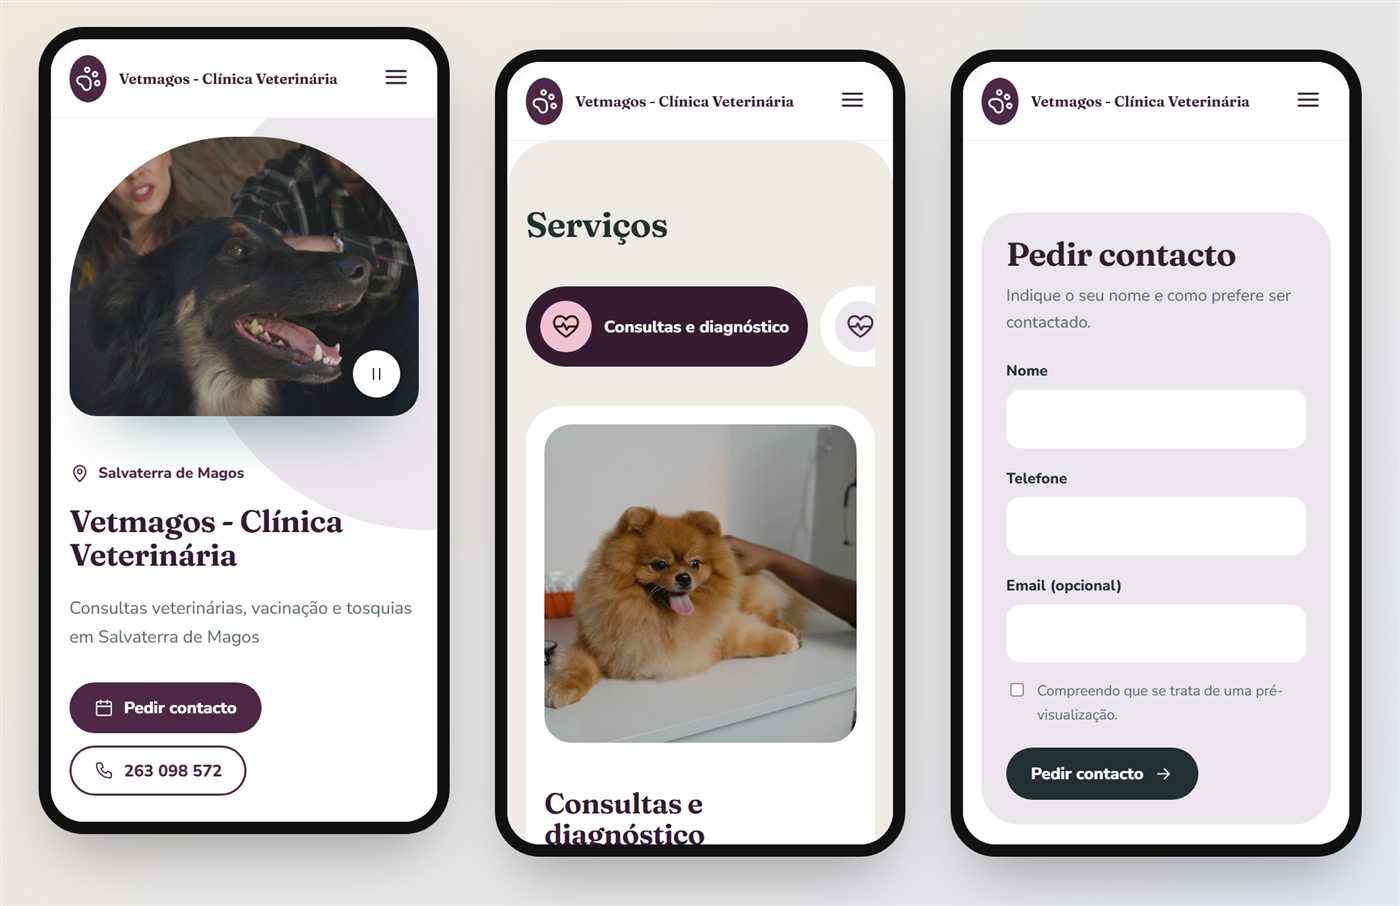 Vetmagos - Clínica Veterinária
Salvaterra de Magos
Vetmagos - Clínica
Veterinária
Consultas veterinárias, vacinação e tosquias
em Salvaterra de Magos
Pedir contacto
263 098 572
Vetmagos - Clínica Veterinária
Serviços
Consultas e diagnóstico
Consultas e
diagnóstico
Vetmagos - Clínica Veterinária
Pedir contacto
Indique o seu nome e como prefere ser
contactado.
Nome
Telefone
Email (opcional)
Compreendo que se trata de uma pré-
visualização.
Pedir contacto